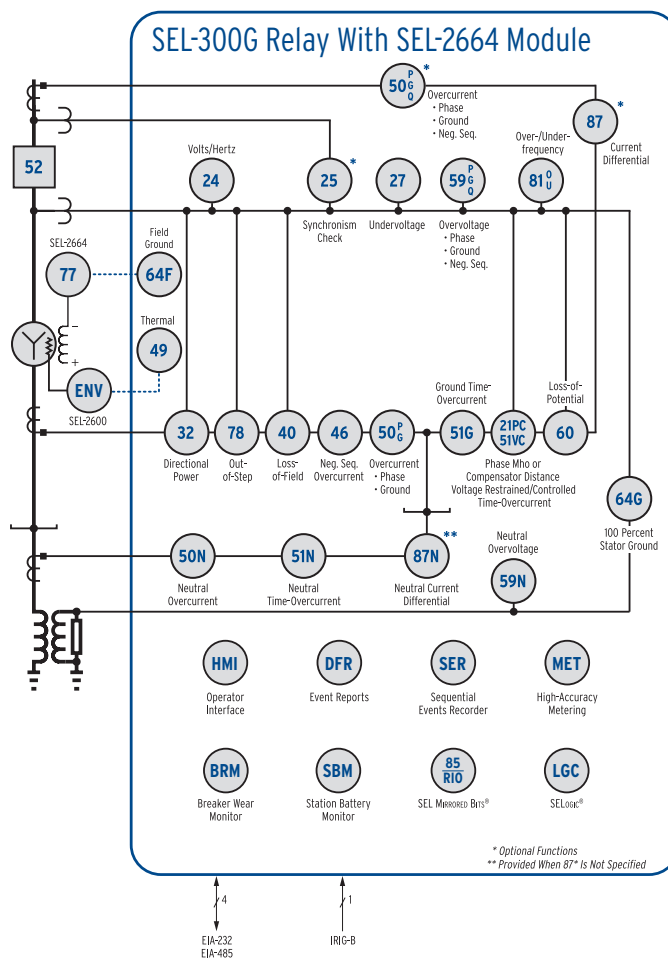 SEL-300G Relay With SEL-2664 Module
50 P G Q *
Overcurrent
• Phase
• Ground
• Neg. Seq.
87 *
Current
Differential
52
Volts/Hertz
24
25 *
Synchronism
Check
27
Undervoltage
59 P G Q
Overvoltage
• Phase
• Ground
• Neg. Seq.
Over-/Under-
frequency
81 O U
SEL-2664
77
Field
Ground
64F
Thermal
49
−
+
ENV
SEL-2600
32
Directional
Power
78
Out-
of-Step
40
Loss-
of-Field
46
Neg. Seq.
Overcurrent
50 P G
Overcurrent
• Phase
• Ground
Ground Time-
Overcurrent
51G
21PC
51VC
Phase Mho or
Compensator Distance
Voltage Restrained/Controlled
Time-Overcurrent
Loss-of-
Potential
60
64G
100 Percent
Stator Ground
50N
Neutral
Overcurrent
51N
Neutral
Time-Overcurrent
87N **
Neutral Current
Differential
Neutral
Overvoltage
59N
HMI
Operator
Interface
DFR
Event Reports
SER
Sequential
Events Recorder
MET
High-Accuracy
Metering
BRM
Breaker Wear
Monitor
SBM
Station Battery
Monitor
85
RIO
SEL MIRRORED BITS®
LGC
SELOGIC®
* Optional Functions
** Provided When 87* Is Not Specified
4
EIA-232
EIA-485
1
IRIG-B